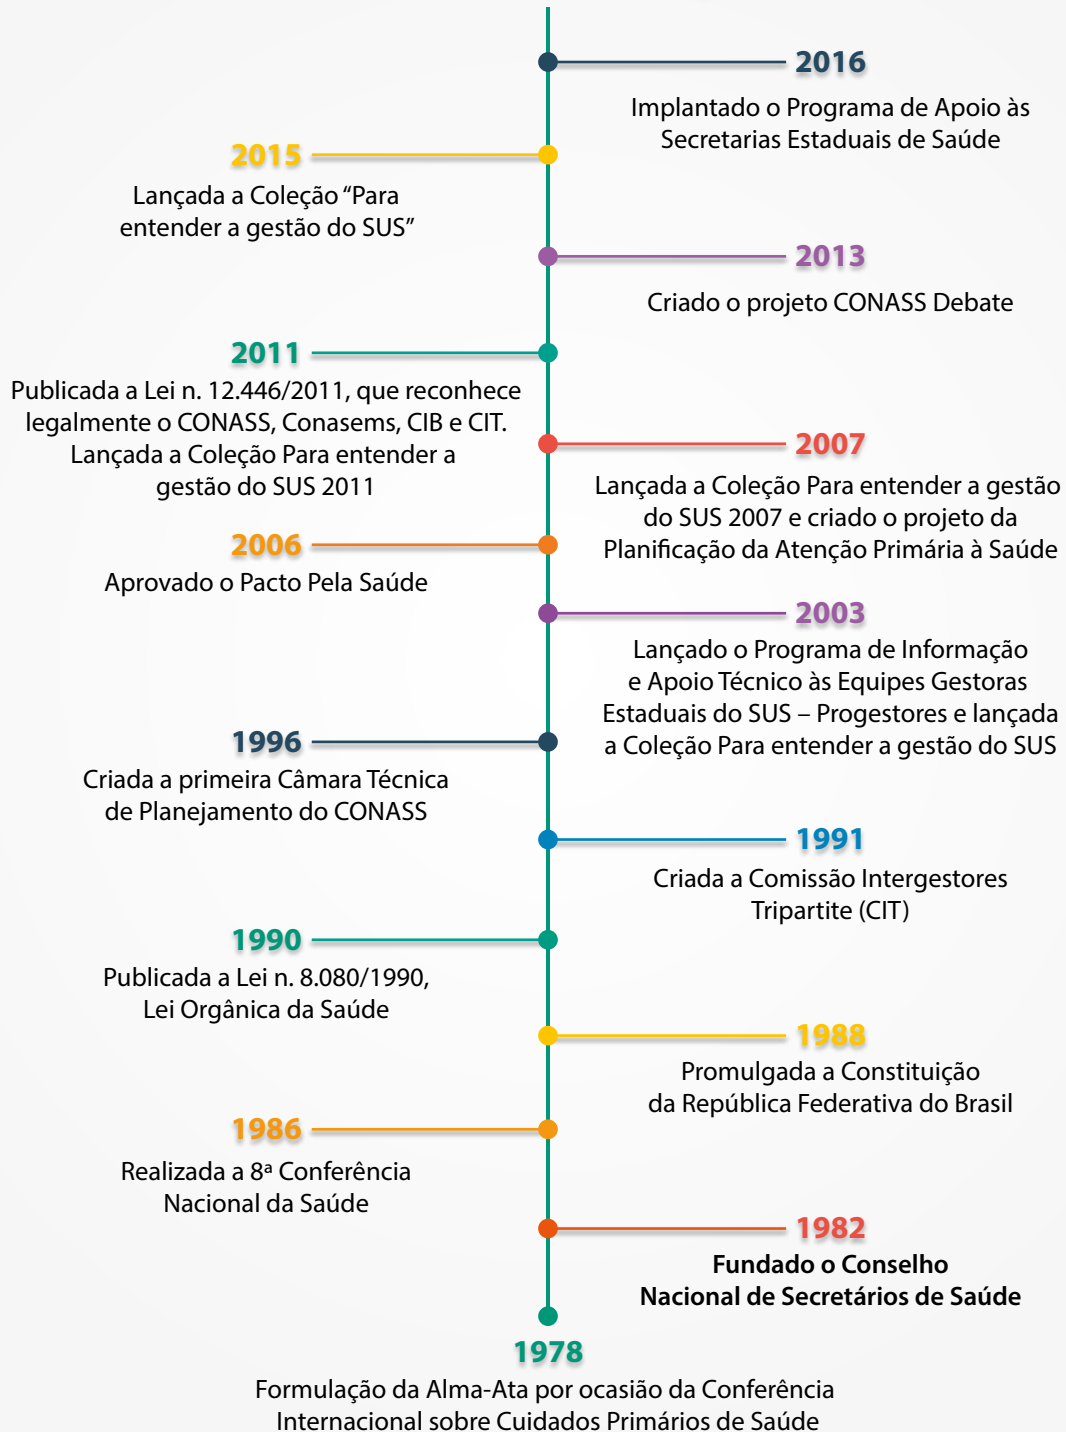 2016
Implantado o Programa de Apoio às
Secretarias Estaduais de Saúde
2015
Lançada a Coleção “Para
entender a gestão do SUS”
2013
Criado o projeto CONASS Debate
2011
Publicada a Lei n. 12.446/2011, que reconhece
legalmente o CONASS, Conasems, CIB e CIT.
Lançada a Coleção Para entender a
gestão do SUS 2011
2007
Lançada a Coleção Para entender a gestão
do SUS 2007 e criado o projeto da
Planificação da Atenção Primária à Saúde
2006
Aprovado o Pacto Pela Saúde
2003
Lançado o Programa de Informação
e Apoio Técnico às Equipes Gestoras
Estaduais do SUS – Progestores e lançada
a Coleção Para entender a gestão do SUS
1996
Criada a primeira Câmara Técnica
de Planejamento do CONASS
1991
Criada a Comissão Intergestores
Tripartite (CIT)
1990
Publicada a Lei n. 8.080/1990,
Lei Orgânica da Saúde
1988
Promulgada a Constituição
da República Federativa do Brasil
1986
Realizada a 8ª Conferência
Nacional da Saúde
1982
Fundado o Conselho
Nacional de Secretários de Saúde
1978
Formulação da Alma-Ata por ocasião da Conferência
Internacional sobre Cuidados Primários de Saúde